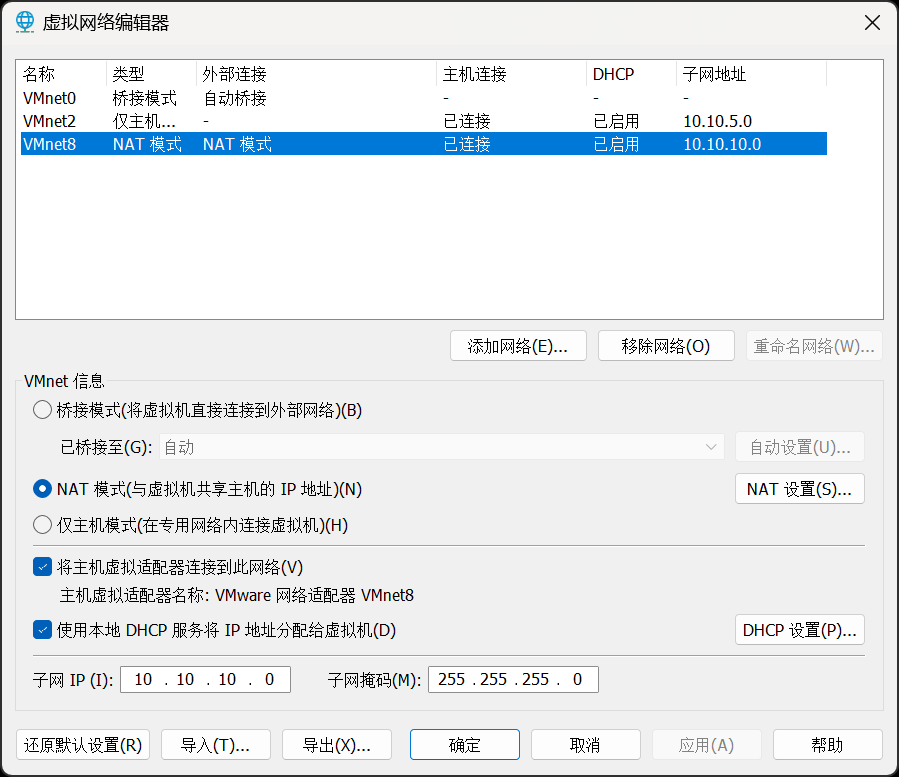 虚拟网络编辑器
名称 类型 外部连接 主机连接 DHCP 子网地址
VMnet0 桥接模式 自动桥接 - - -
VMnet2 仅主机... - 已连接 已启用 10.10.5.0
VMnet8 NAT 模式 NAT 模式 已连接 已启用 10.10.10.0
添加网络(E)... 移除网络(O) 重命名网络(W)...
VMnet 信息
桥接模式(将虚拟机直接连接到外部网络)(B)
已桥接至(G): 自动 自动设置(U)...
NAT 模式(与虚拟机共享主机的 IP 地址)(N) NAT 设置(S)...
仅主机模式(在专用网络内连接虚拟机)(H)
将主机虚拟适配器连接到此网络(V)
主机虚拟适配器名称: VMware 网络适配器 VMnet8
使用本地 DHCP 服务将 IP 地址分配给虚拟机(D) DHCP 设置(P)...
子网 IP (I): 10 . 10 . 10 . 0 子网掩码(M): 255 . 255 . 255 . 0
还原默认设置(R) 导入(T)... 导出(X)... 确定 取消 应用(A) 帮助